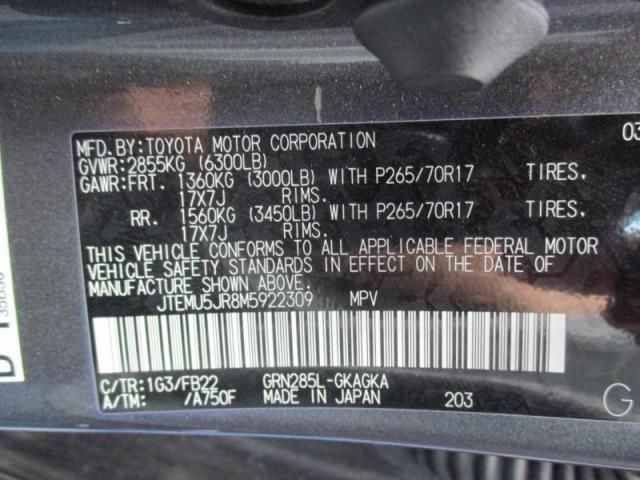 MFD. BY: TOYOTA MOTOR CORPORATION 03
GVWR: 2855KG (6300LB)
GAWR: FRT. 1360KG (3000LB) WITH P265/70R17 TIRES,
17X7J RIMS.
RR. 1560KG (3450LB) WITH P265/70R17 TIRES,
17X7J RIMS.
THIS VEHICLE CONFORMS TO ALL APPLICABLE FEDERAL MOTOR
VEHICLE SAFETY STANDARDS IN EFFECT ON THE DATE OF
MANUFACTURE SHOWN ABOVE.
JTEMU5JR8M5922309 MPV
C/TR: 1G3/FB22 GRN285L-GKAGKA
A/TM: /A750F MADE IN JAPAN 203
G
D